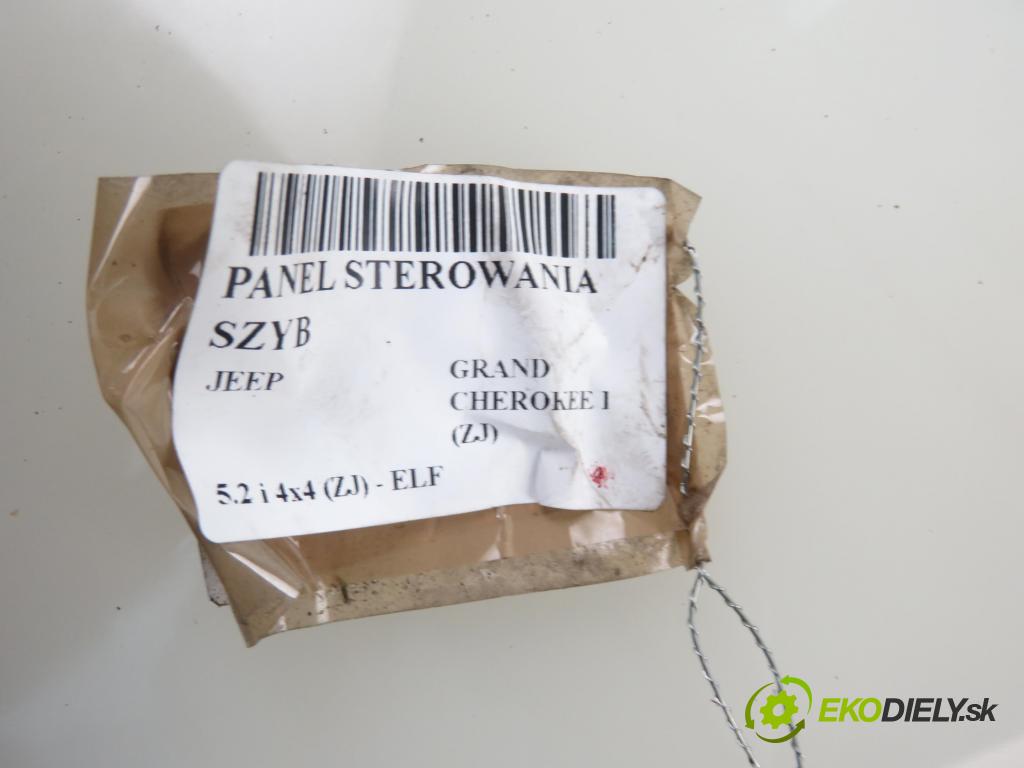 PANEL STEROWANIA
SZYB
JEEP
GRAND
CHEROKEE I
(ZJ)
5.2 i 4x4 (ZJ) - ELF
EKODIELY.sk